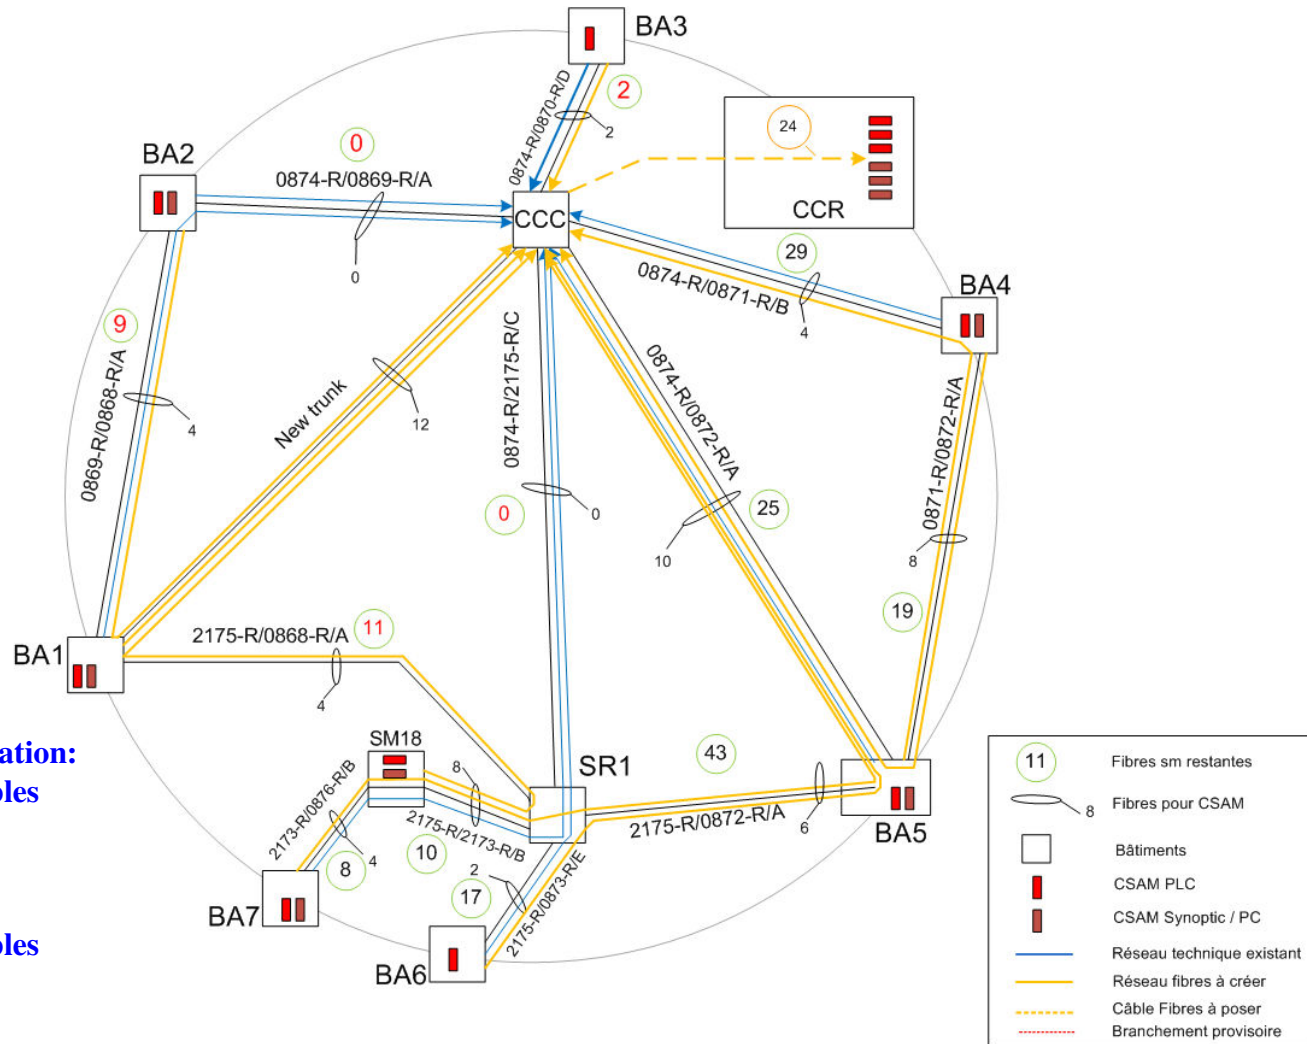 BA3
0874-R/0870-R/D
2
2
24
CCR
BA2
0
0874-R/0869-R/A
0
CCC
29
0874-R/0871-R/B
4
BA4
9
0869-R/0868-R/A
4
New trunk
12
0874-R/2175-R/C
0
0
0874-R/0872-R/A
25
10
0871-R/0872-R/A
8
19
BA1
2175-R/0868-R/A
11
4
ation:
bles
bles
SM18
8
2173-R/0876-R/B
4
8
2175-R/2173-R/B
10
SR1
43
2175-R/0872-R/A
6
BA5
BA7
2
17
2175-R/0873-R/E
BA6
11
Fibres sm restantes
8
Fibres pour CSAM
Bâtiments
CSAM PLC
CSAM Synoptic / PC
Réseau technique existant
Réseau fibres à créer
Câble Fibres à poser
Branchement provisoire